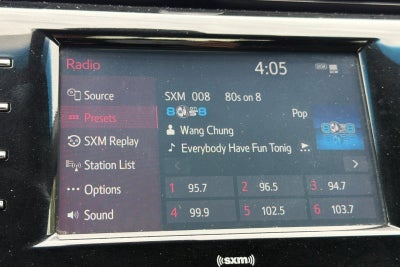 Radio
4:05
Source
SXM 008 80s on 8
Presets
Pop
SXM Replay
Wang Chung
Station List
Everybody Have Fun Tonig
Options
1 95.7
2 96.5
3 94.7
Sound
4 99.9
5 102.5
6 103.7
((sxm))